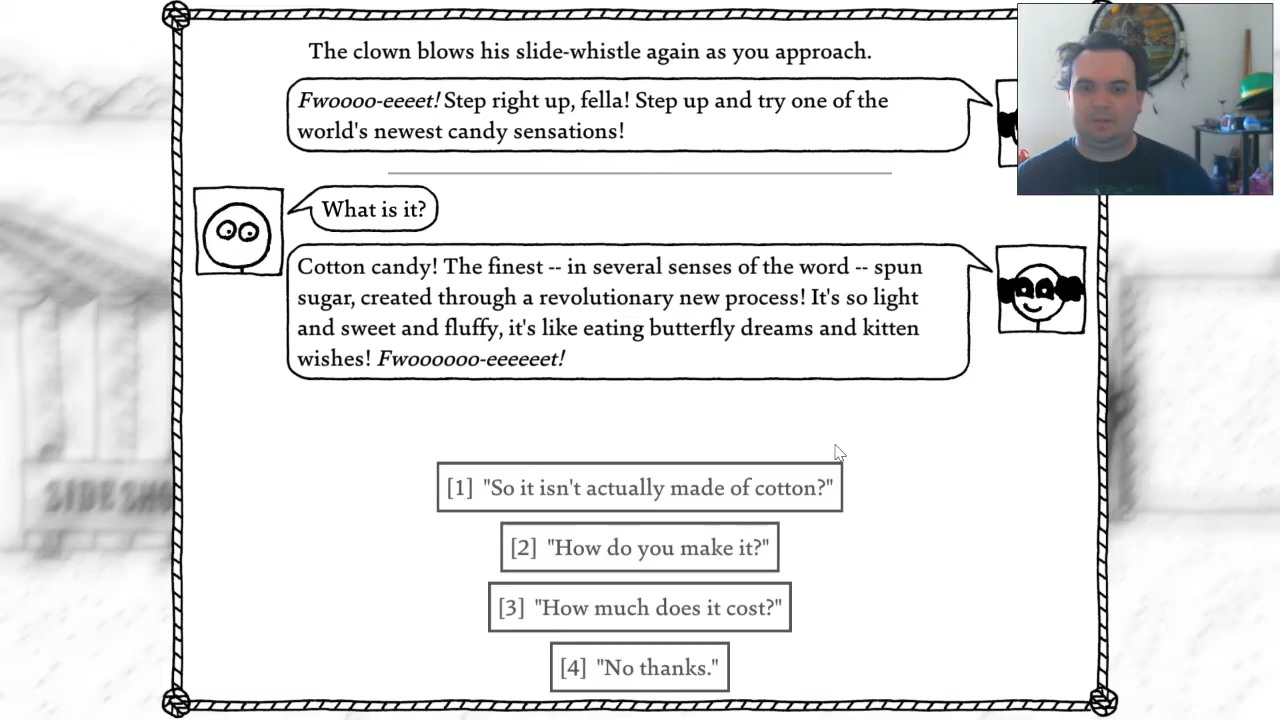 The clown blows his slide-whistle again as you approach.
Fwoooo-eeeet! Step right up, fella! Step up and try one of the
world's newest candy sensations!
What is it?
Cotton candy! The finest -- in several senses of the word -- spun
sugar, created through a revolutionary new process! It's so light
and sweet and fluffy, it's like eating butterfly dreams and kitten
wishes! Fwoooooo-eeeeeet!
[1] "So it isn't actually made of cotton?"
[2] "How do you make it?"
[3] "How much does it cost?"
[4] "No thanks."
SIDE SHO